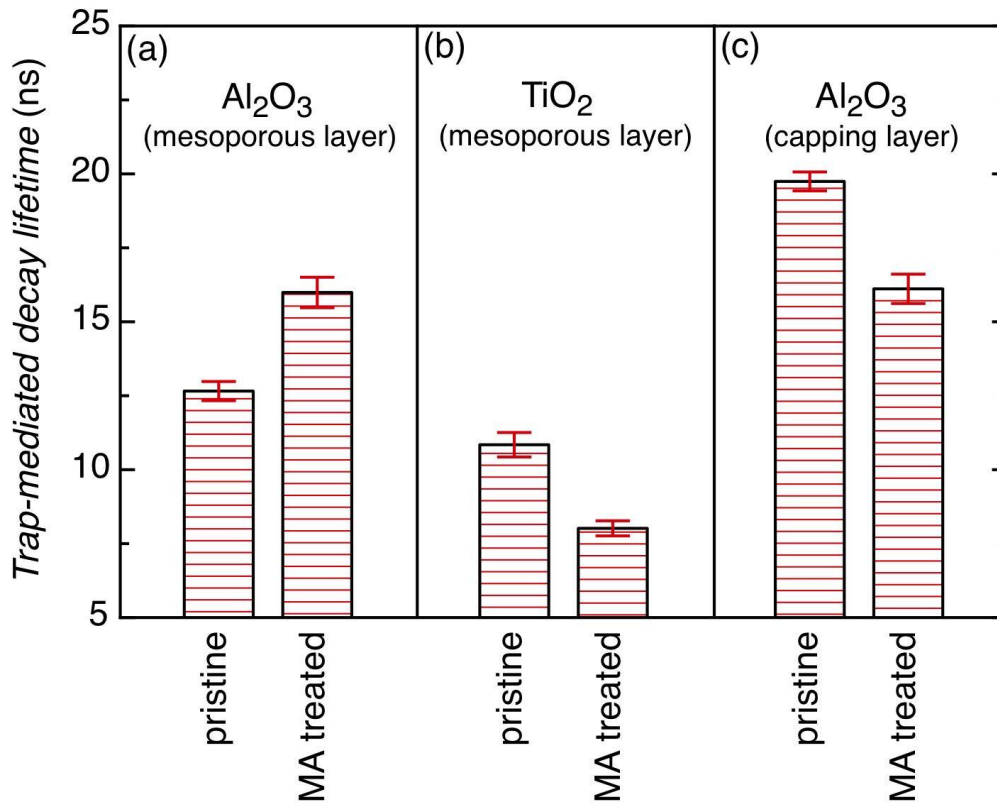 Trap-mediated decay lifetime (ns)
25
20
15
10
5
(a)
Al₂O₃
(mesoporous layer)
pristine
MA treated
(b)
TiO₂
(mesoporous layer)
pristine
MA treated
(c)
Al₂O₃
(capping layer)
pristine
MA treated